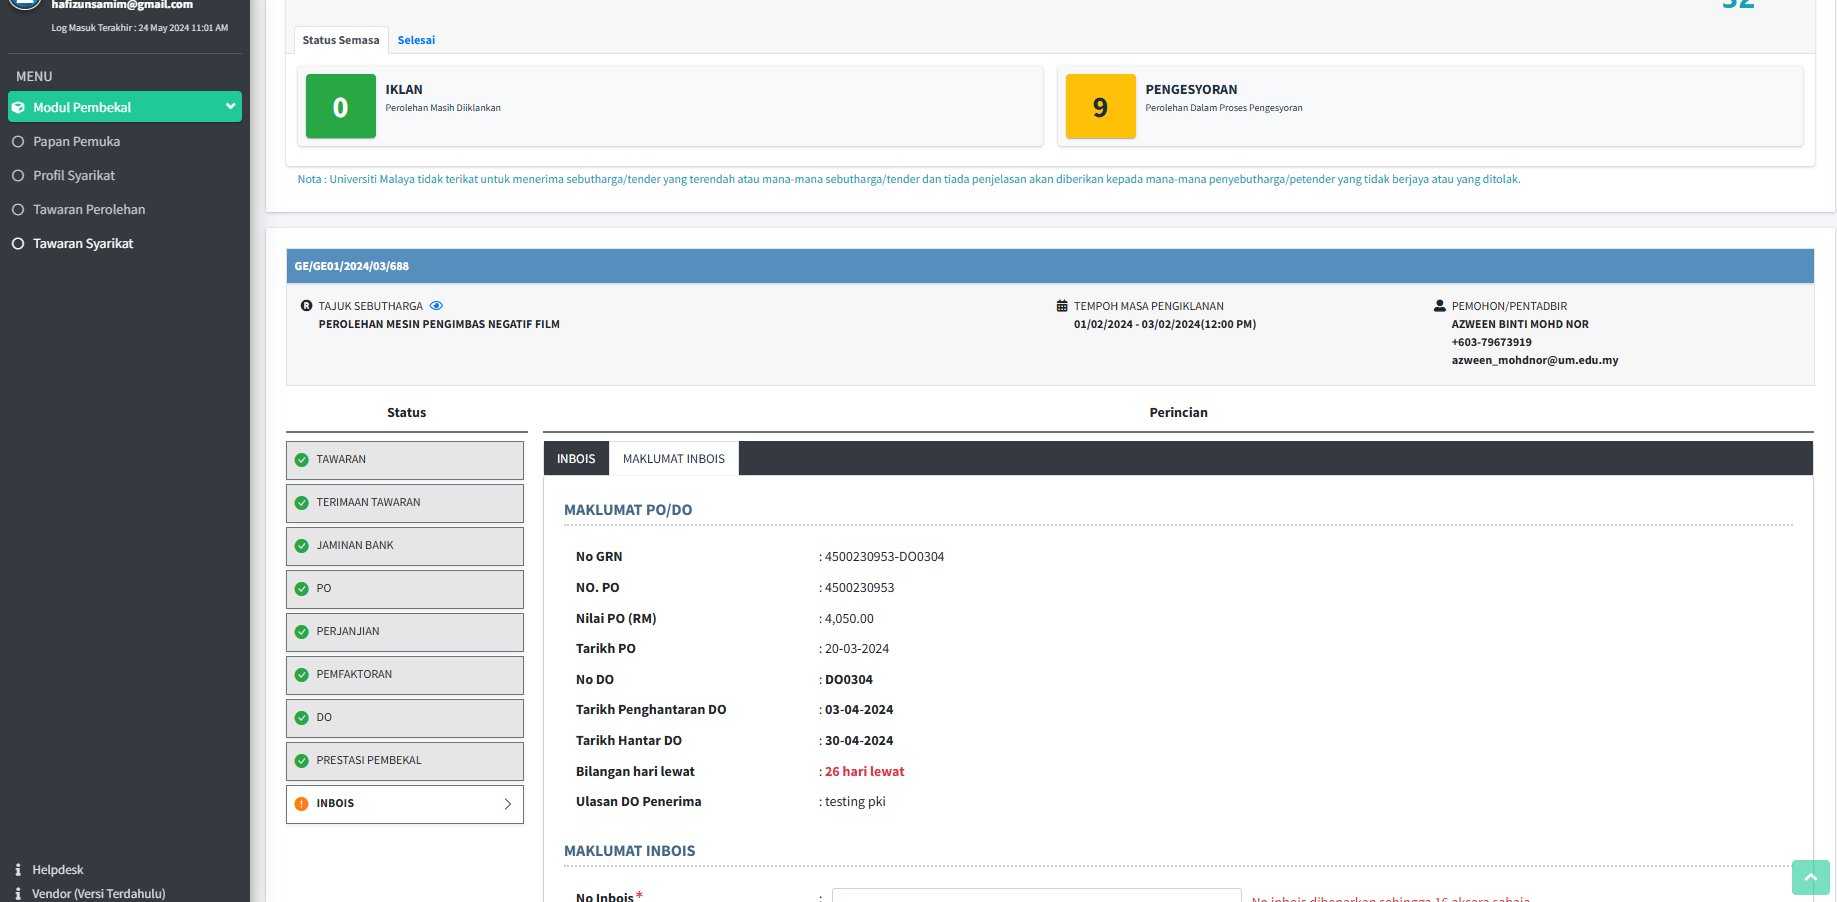 hafizunsamim@gmail.com
Log Masuk Terakhir : 24 May 2024 11:01 AM
MENU
Modul Pembekal
Papan Pemuka
Profil Syarikat
Tawaran Perolehan
Tawaran Syarikat
Helpdesk
Vendor (Versi Terdahulu)
32
Status Semasa Selesai
0
IKLAN
Perolehan Masih Diiklankan
9
PENGESYORAN
Perolehan Dalam Proses Pengesyoran
Nota : Universiti Malaya tidak terikat untuk menerima sebutharga/tender yang terendah atau mana-mana sebutharga/tender dan tiada penjelasan akan diberikan kepada mana-mana penyebutharga/petender yang tidak berjaya atau yang ditolak.
GE/GE01/2024/03/688
TAJUK SEBUTHARGA
PEROLEHAN MESIN PENGIMBAS NEGATIF FILM
TEMPOH MASA PENGIKLANAN
01/02/2024 - 03/02/2024(12:00 PM)
PEMOHON/PENTADBIR
AZWEEN BINTI MOHD NOR
+603-79673919
azween_mohdnor@um.edu.my
Status
TAWARAN
TERIMAAN TAWARAN
JAMINAN BANK
PO
PERJANJIAN
PEMFAKTORAN
DO
PRESTASI PEMBEKAL
INBOIS
Perincian
INBOIS MAKLUMAT INBOIS
MAKLUMAT PO/DO
No GRN : 4500230953-DO0304
NO. PO : 4500230953
Nilai PO (RM) : 4,050.00
Tarikh PO : 20-03-2024
No DO : DO0304
Tarikh Penghantaran DO : 03-04-2024
Tarikh Hantar DO : 30-04-2024
Bilangan hari lewat : 26 hari lewat
Ulasan DO Penerima : testing pki
MAKLUMAT INBOIS
No Inbois * : No inbois dibenarkan sehingga 16 aksara sahaja